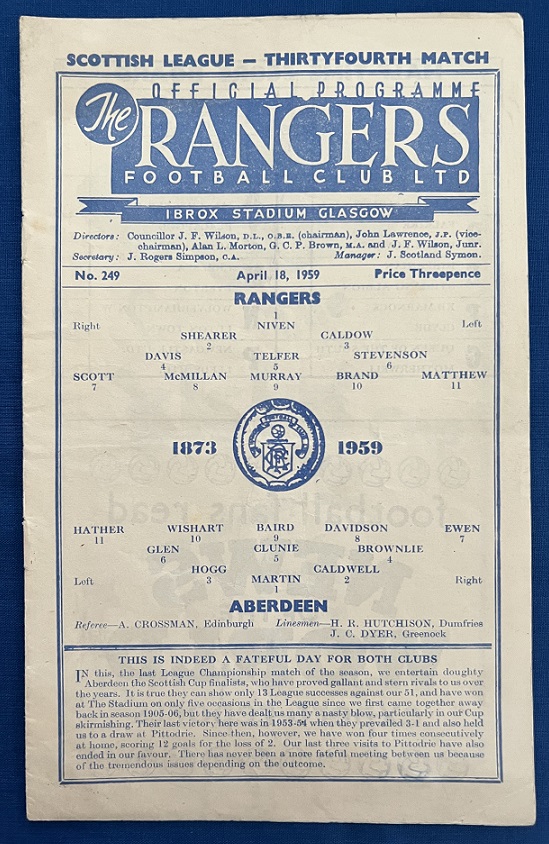 SCOTTISH LEAGUE – THIRTYFOURTH MATCH
OFFICIAL PROGRAMME
The RANGERS
FOOTBALL CLUB LTD
IBROX STADIUM GLASGOW
Directors: Councillor J. F. Wilson, D.L., O.B.E. (chairman), John Lawrence, J.P. (vice-
chairman), Alan L. Morton, G. C. P. Brown, M.A. and J. F. Wilson, Junr.
Secretary: J. Rogers Simpson, C.A. Manager: J. Scotland Symon.
No. 249 April 18, 1959 Price Threepence
RANGERS
1
Right NIVEN Left
SHEARER CALDOW
2 3
DAVIS TELFER STEVENSON
4 5 6
SCOTT McMILLAN MURRAY BRAND MATTHEW
7 8 9 10 11
1873 1959
HATHER WISHART BAIRD DAVIDSON EWEN
11 10 9 8 7
GLEN CLUNIE BROWNLIE
6 5 4
HOGG CALDWELL
3 2
Left MARTIN Right
1
ABERDEEN
Referee—A. CROSSMAN, Edinburgh Linesmen—H. R. HUTCHISON, Dumfries
J. C. DYER, Greenock
THIS IS INDEED A FATEFUL DAY FOR BOTH CLUBS
IN this, the last League Championship match of the season, we entertain doughty
Aberdeen the Scottish Cup finalists, who have proved gallant and stern rivals to us over
the years. It is true they can show only 13 League successes against our 51, and have won
at The Stadium on only five occasions in the League since we first came together away
back in season 1905-06, but they have dealt us many a nasty blow, particularly in our Cup
skirmishing. Their last victory here was in 1953-54 when they prevailed 3-1 and also held
us to a draw at Pittodrie. Since then, however, we have won four times consecutively
at home, scoring 12 goals for the loss of 2. Our last three visits to Pittodrie have also
ended in our favour. There has never been a more fateful meeting between us because
of the tremendous issues depending on the outcome.